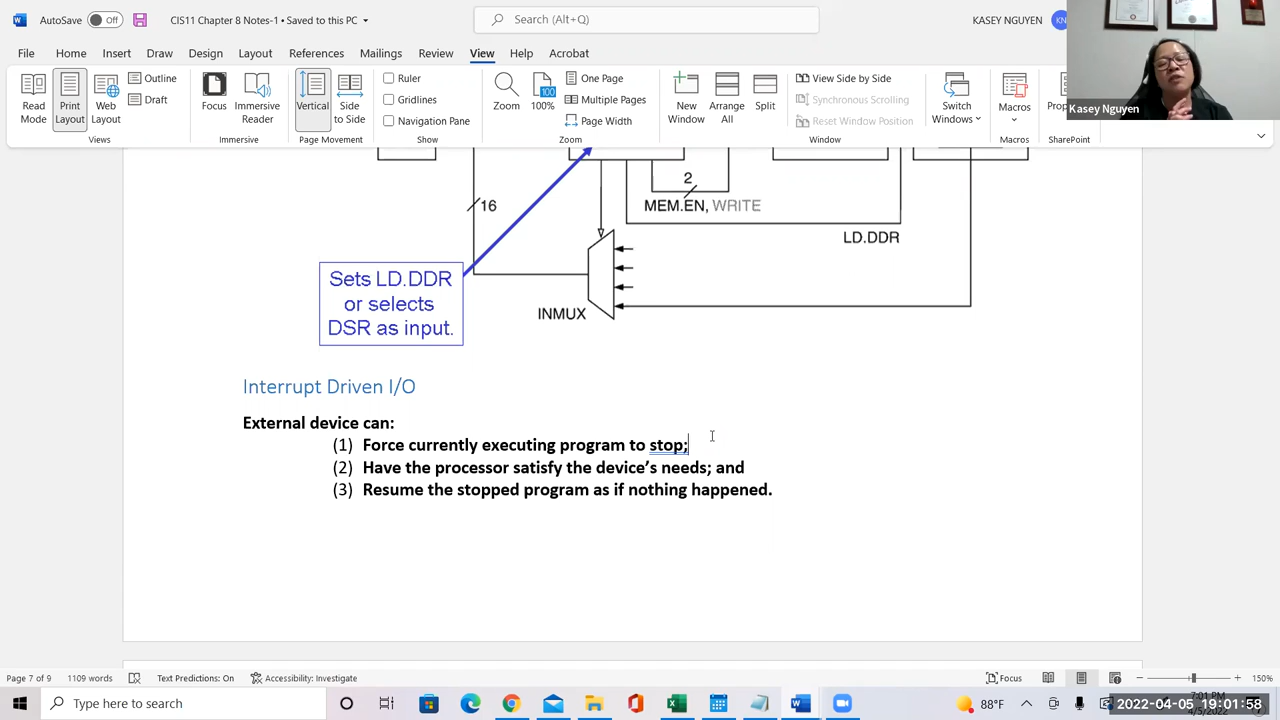 AutoSave Off CIS11 Chapter 8 Notes-1 • Saved to this PC Search (Alt+Q) KASEY NGUYEN KN
File Home Insert Draw Design Layout References Mailings Review View Help Acrobat
Read Mode
Print Layout
Web Layout
Outline
Draft
Views
Focus
Immersive Reader
Immersive
Vertical
Side to Side
Page Movement
Ruler
Gridlines
Navigation Pane
Show
Zoom
100
100%
One Page
Multiple Pages
Page Width
Zoom
New Window
Arrange All
Split
View Side by Side
Synchronous Scrolling
Reset Window Position
Window
Switch Windows
Macros
Macros
SharePoint
Kasey Nguyen
2
16
MEM.EN, WRITE
LD.DDR
Sets LD.DDR
or selects
DSR as input.
INMUX
Interrupt Driven I/O
External device can:
(1) Force currently executing program to stop;
(2) Have the processor satisfy the device's needs; and
(3) Resume the stopped program as if nothing happened.
Page 7 of 9 1109 words Text Predictions: On Accessibility: Investigate Focus 150%
Type here to search 88°F 7:01 PM
4/5/2022
2022-04-05 19:01:58